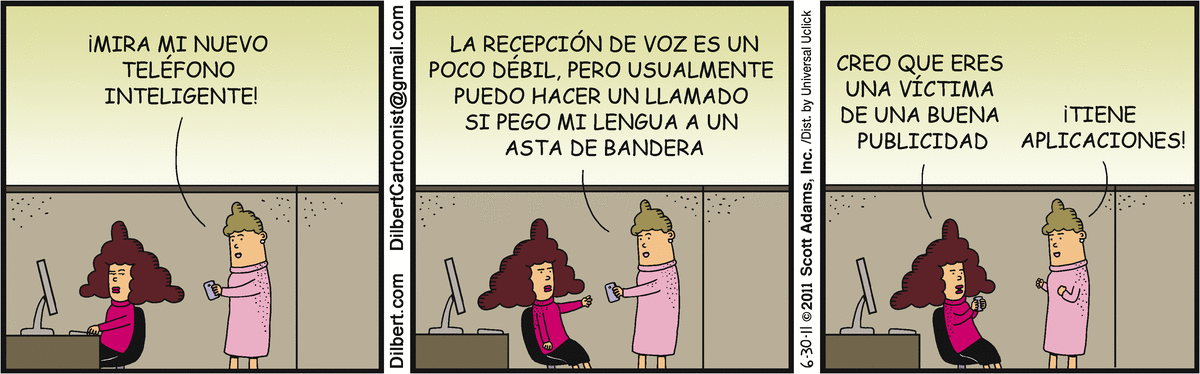 ¡MIRA MI NUEVO
TELÉFONO
INTELIGENTE!
DilbertCartoonist@gmail.com
Dilbert.com
LA RECEPCIÓN DE VOZ ES UN
POCO DÉBIL, PERO USUALMENTE
PUEDO HACER UN LLAMADO
SI PEGO MI LENGUA A UN
ASTA DE BANDERA
6-30-11 ©2011 Scott Adams, Inc. /Dist. by Universal Uclick
CREO QUE ERES
UNA VÍCTIMA
DE UNA BUENA
PUBLICIDAD
¡TIENE
APLICACIONES!